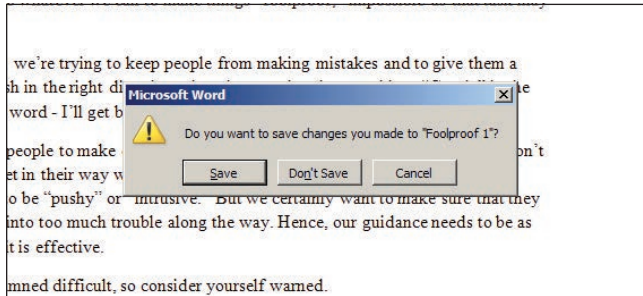 we're trying to keep people from making mistakes and to give them a
sh in the right
Microsoft Word
word - I'll get
Do you want to save changes you made to "Foolproof 1"?
people to make
Save Don't Save Cancel
et in their way
o be "pushy" or "intrusive." But we certainly want to make sure that they
into too much trouble along the way. Hence, our guidance needs to be as
it is effective.
mned difficult, so consider yourself warned.